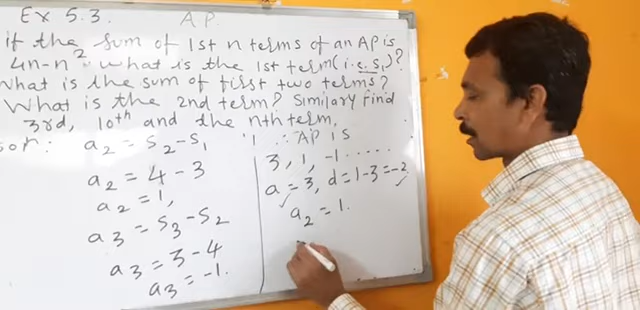 Ex 5.3. A.P.
if the sum of 1st n terms of an AP is
4n-n². what is the 1st term (i.e. S₁)?
What is the sum of first two terms?
What is the 2nd term? Similary find
3rd, 10th and the nth term.
Soln: a₂ = S₂-S₁
a₂ = 4-3
a₂ = 1,
a₃ = S₃-S₂
a₃ = 3-4
a₃ = -1.
∴ AP is
3, 1, -1 .....
a = 3, d = 1-3 = -2
a₂ = 1.